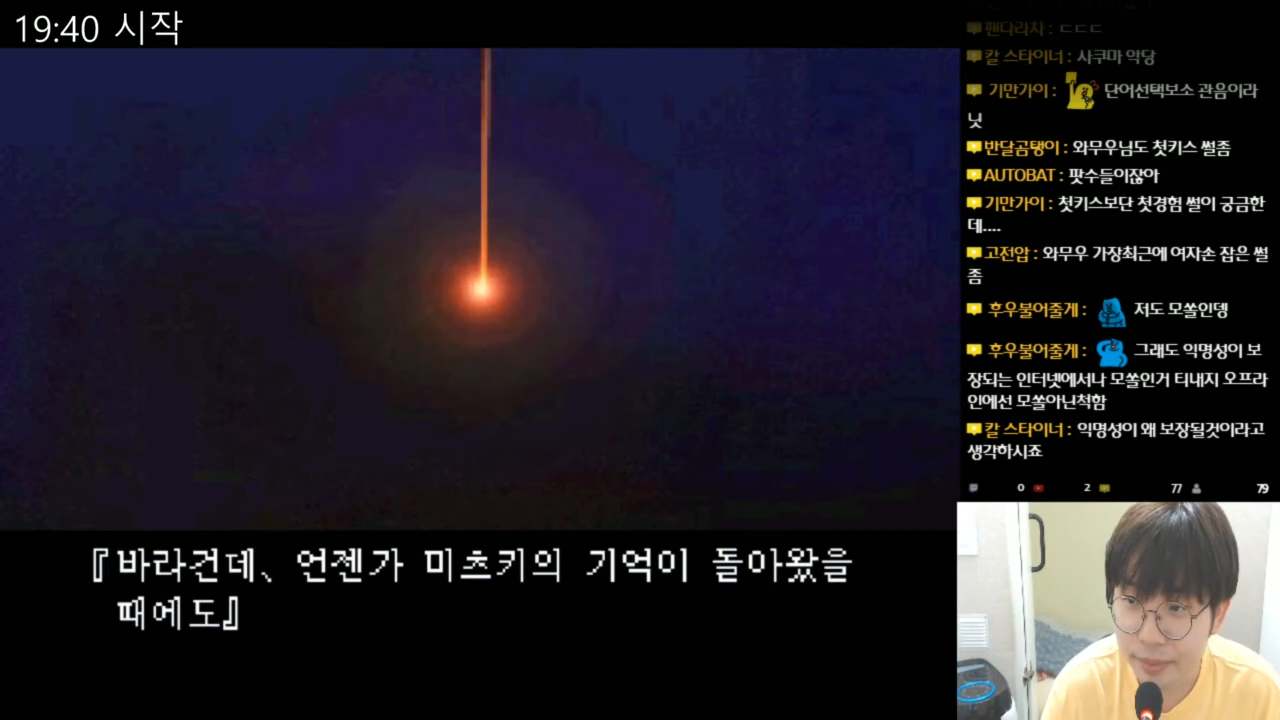 19:40 시작
팬더리차 : ㄷㄷㄷ
칼 스타이너 : 사쿠마 악당
기만가이 : 단어선택보소 관음이라
닛
반달곰탱이 : 와무우님도 첫키스 썰좀
AUTOBAT : 팟수들이잖아
기만가이 : 첫키스보단 첫경험 썰이 궁금한
데....
고전압 : 와무우 가장최근에 여자손 잡은 썰
좀
후우불어줄게 : 저도 모쏠인뎅
후우불어줄게 : 그래도 익명성이 보
장되는 인터넷에서나 모쏠인거 티내지 오프라
인에선 모쏠아닌척함
칼 스타이너 : 익명성이 왜 보장될것이라고
생각하시죠
0 2 77 79
『바라건데、 언젠가 미츠키의 기억이 돌아왔을
때에도』